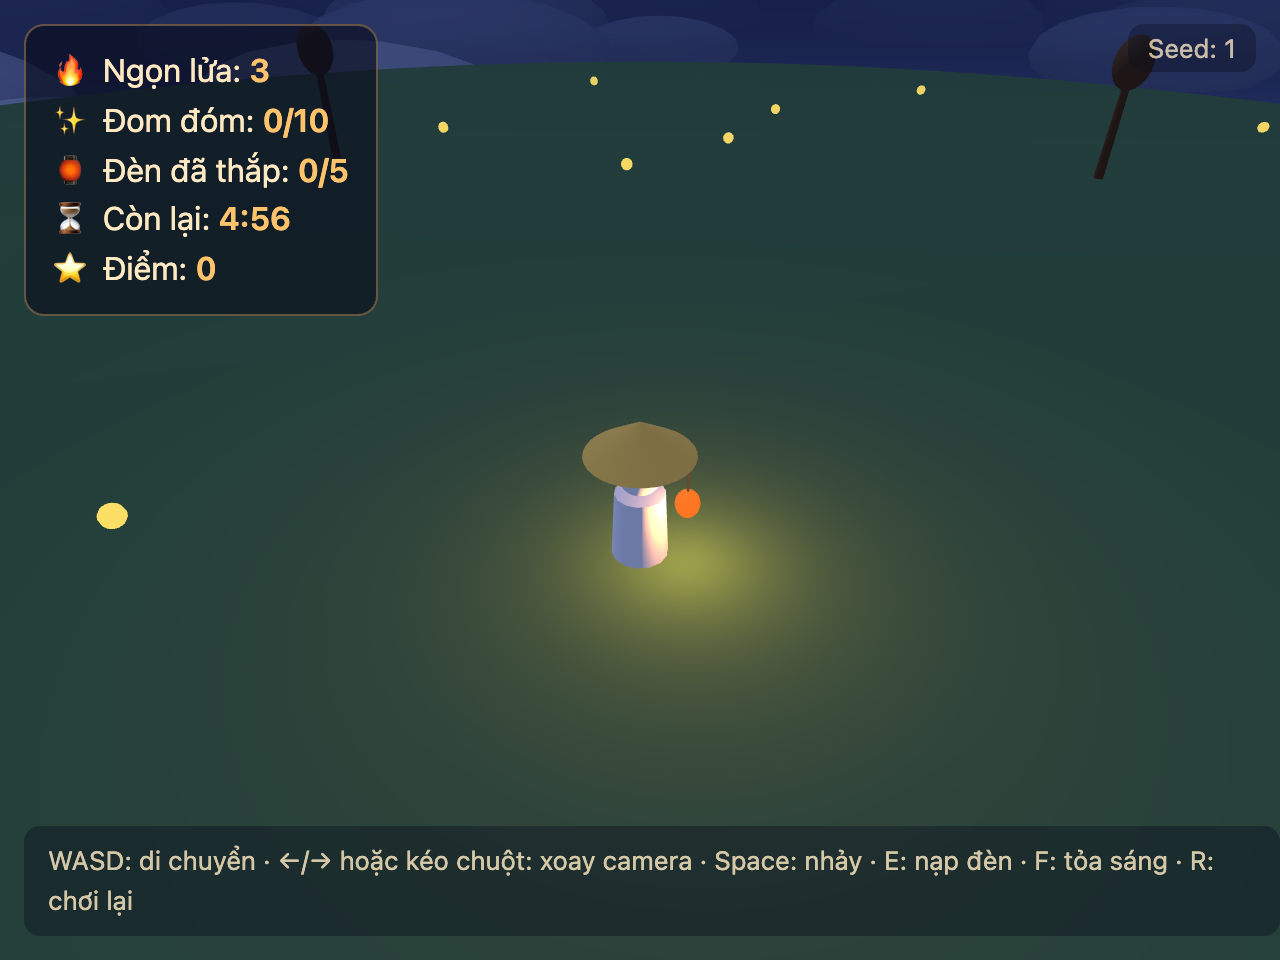 Ngọn lửa: 3
Đom đóm: 0/10
Đèn đã thắp: 0/5
Còn lại: 4:56
Điểm: 0
Seed: 1
WASD: di chuyển · ←/→ hoặc kéo chuột: xoay camera · Space: nhảy · E: nạp đèn · F: tỏa sáng · R:
chơi lại